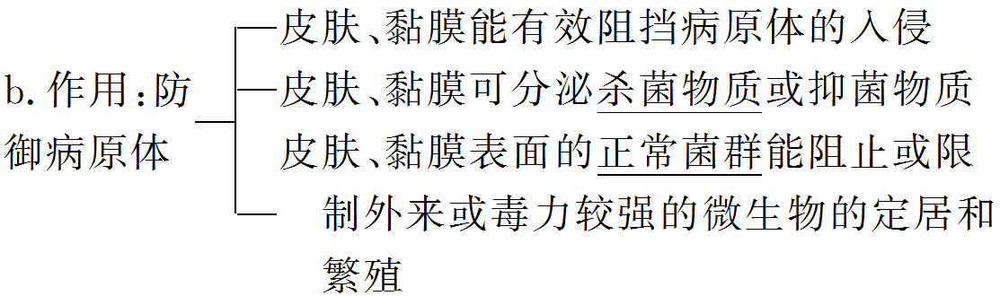 皮肤、黏膜能有效阻挡病原体的入侵
b. 作用：防
御病原体
皮肤、黏膜可分泌杀菌物质或抑菌物质
皮肤、黏膜表面的正常菌群能阻止或限
制外来或毒力较强的微生物的定居和
繁殖